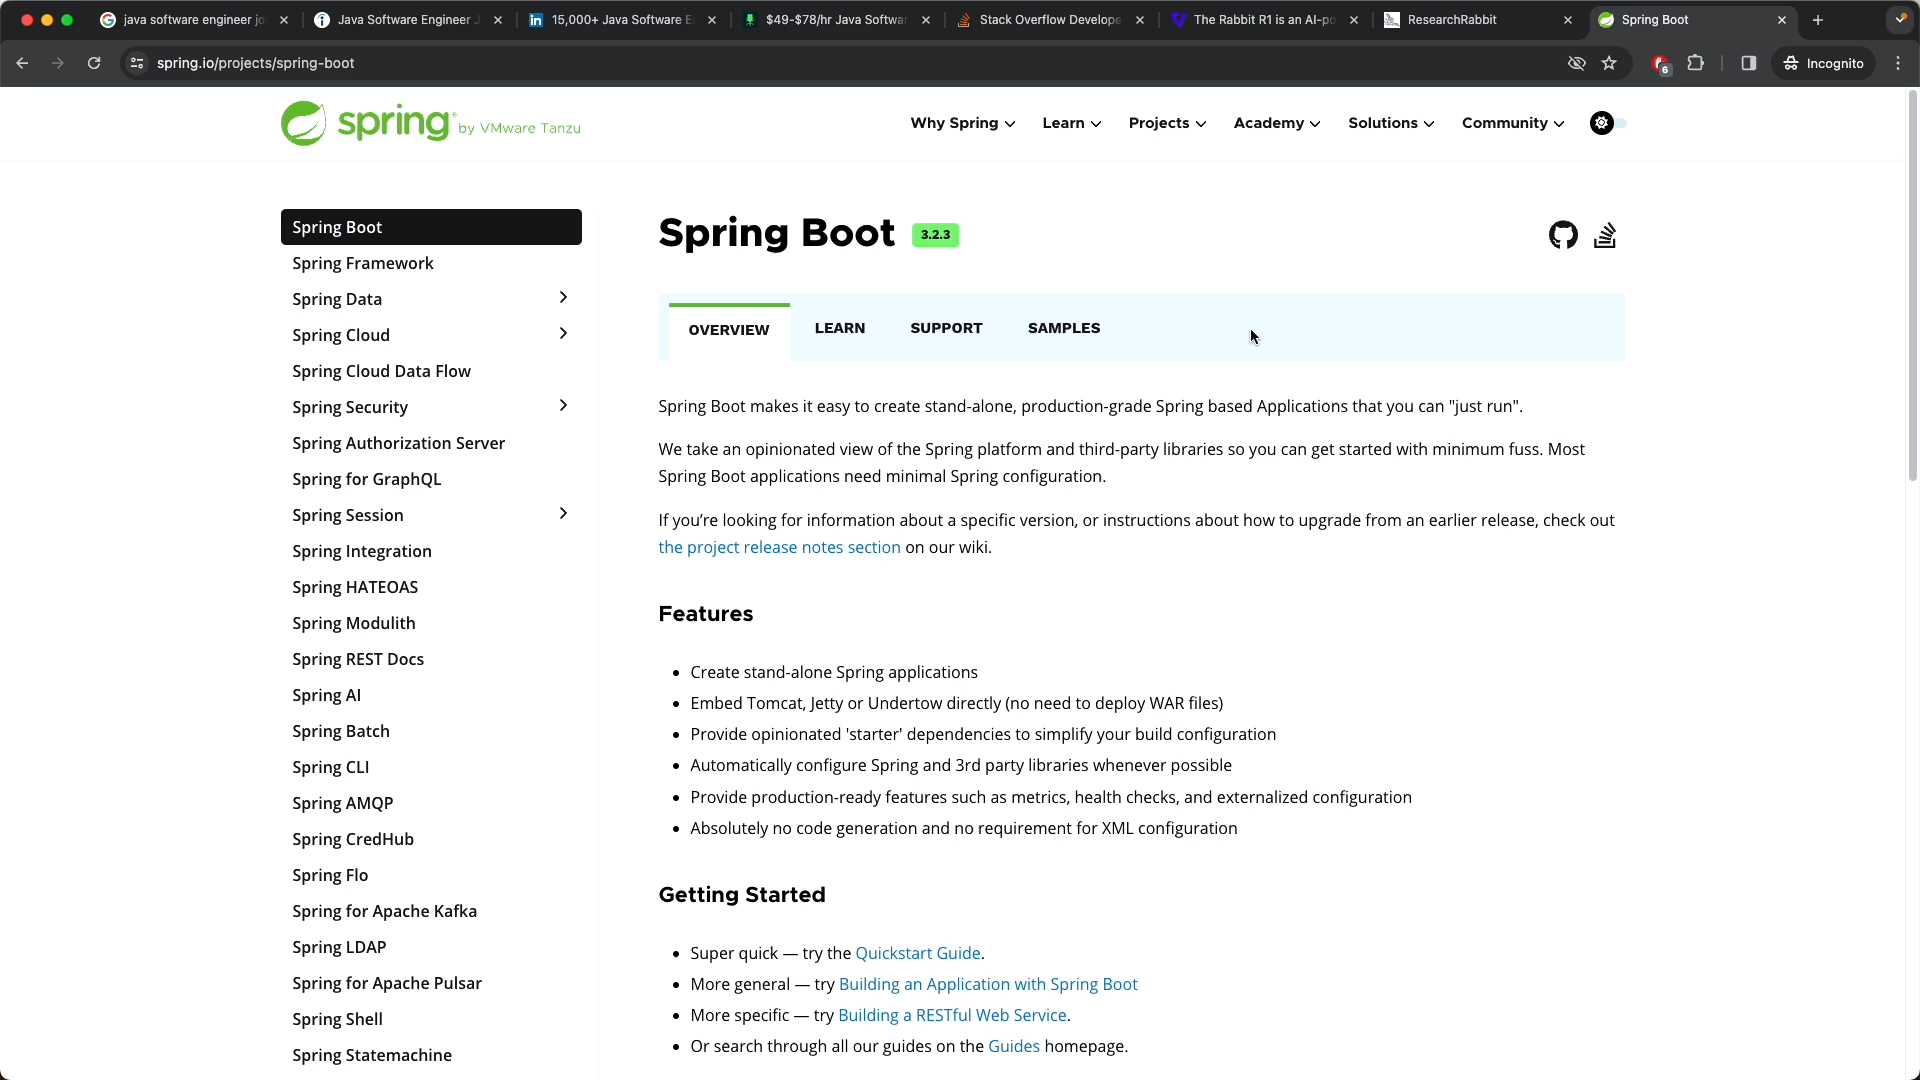 java software engineer jo
Java Software Engineer J
15,000+ Java Software E
$49-$78/hr Java Softwar
Stack Overflow Develope
The Rabbit R1 is an AI-po
ResearchRabbit
Spring Boot
spring.io/projects/spring-boot
6
Incognito
spring by VMware Tanzu
Why Spring
Learn
Projects
Academy
Solutions
Community
Spring Boot
Spring Framework
Spring Data
Spring Cloud
Spring Cloud Data Flow
Spring Security
Spring Authorization Server
Spring for GraphQL
Spring Session
Spring Integration
Spring HATEOAS
Spring Modulith
Spring REST Docs
Spring AI
Spring Batch
Spring CLI
Spring AMQP
Spring CredHub
Spring Flo
Spring for Apache Kafka
Spring LDAP
Spring for Apache Pulsar
Spring Shell
Spring Statemachine
Spring Boot 3.2.3
OVERVIEW
LEARN
SUPPORT
SAMPLES
Spring Boot makes it easy to create stand-alone, production-grade Spring based Applications that you can "just run".
We take an opinionated view of the Spring platform and third-party libraries so you can get started with minimum fuss. Most
Spring Boot applications need minimal Spring configuration.
If you’re looking for information about a specific version, or instructions about how to upgrade from an earlier release, check out
the project release notes section on our wiki.
Features
• Create stand-alone Spring applications
• Embed Tomcat, Jetty or Undertow directly (no need to deploy WAR files)
• Provide opinionated 'starter' dependencies to simplify your build configuration
• Automatically configure Spring and 3rd party libraries whenever possible
• Provide production-ready features such as metrics, health checks, and externalized configuration
• Absolutely no code generation and no requirement for XML configuration
Getting Started
• Super quick — try the Quickstart Guide.
• More general — try Building an Application with Spring Boot
• More specific — try Building a RESTful Web Service.
• Or search through all our guides on the Guides homepage.